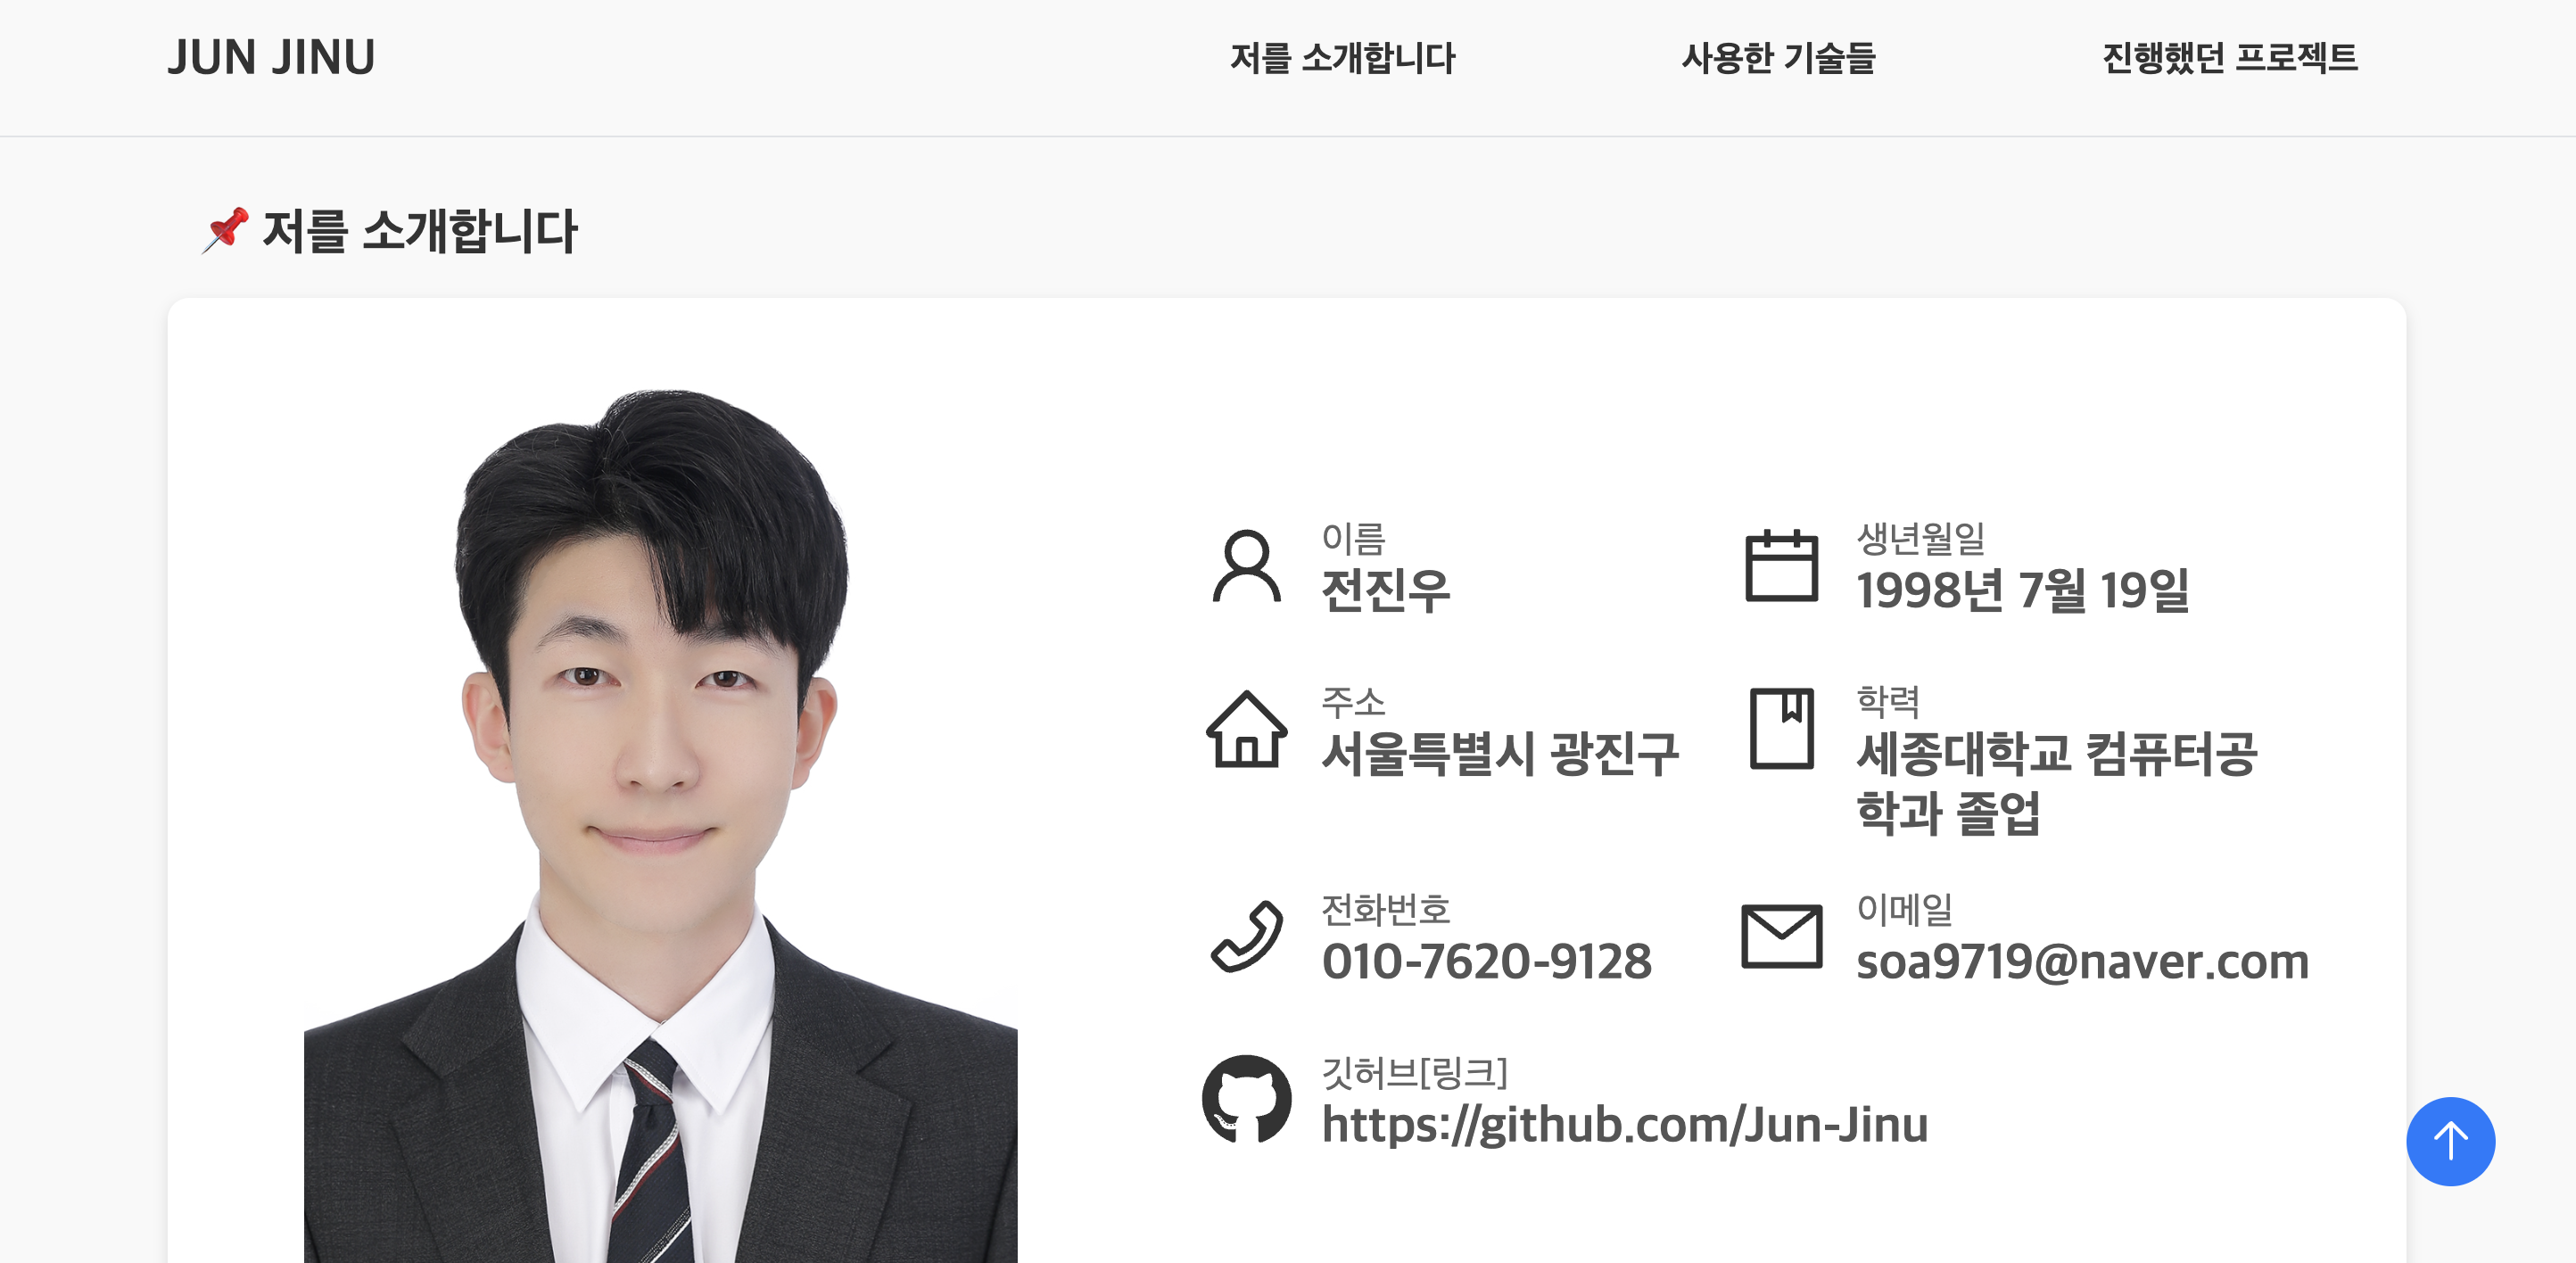 JUN JINU
저를 소개합니다
사용한 기술들
진행했던 프로젝트
📌 저를 소개합니다
이름
전진우
생년월일
1998년 7월 19일
주소
서울특별시 광진구
학력
세종대학교 컴퓨터공
학과 졸업
전화번호
010-7620-9128
이메일
soa9719@naver.com
깃허브[링크]
https://github.com/Jun-Jinu